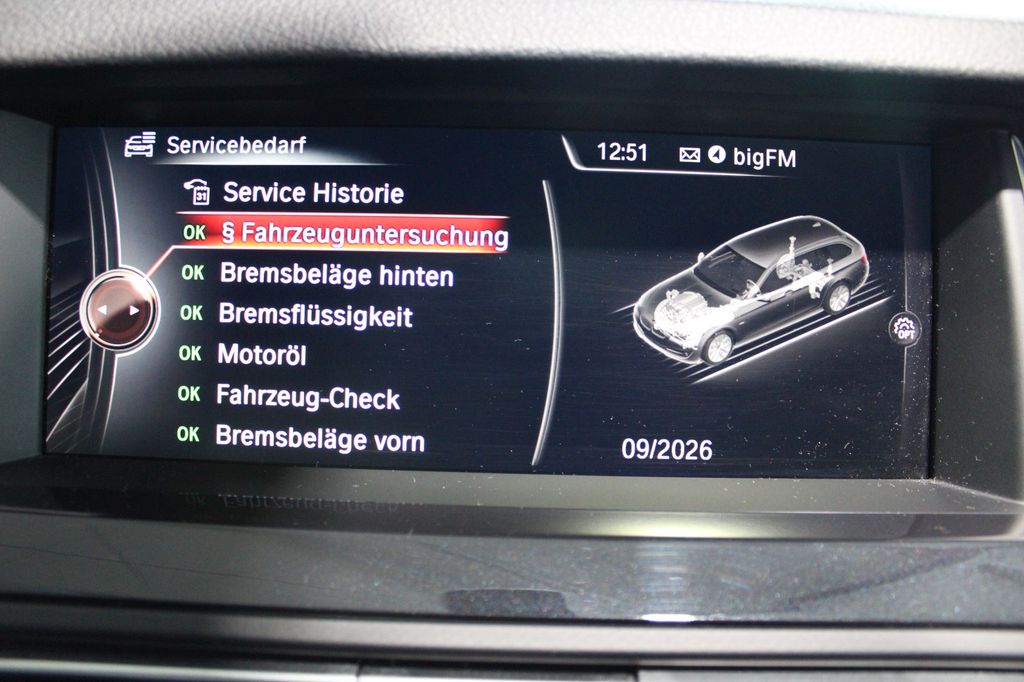 Servicebedarf
12:51 bigFM
31 Service Historie
OK § Fahrzeuguntersuchung
OK Bremsbeläge hinten
OK Bremsflüssigkeit
OK Motoröl
OK Fahrzeug-Check
OK Bremsbeläge vorn
OPT
09/2026